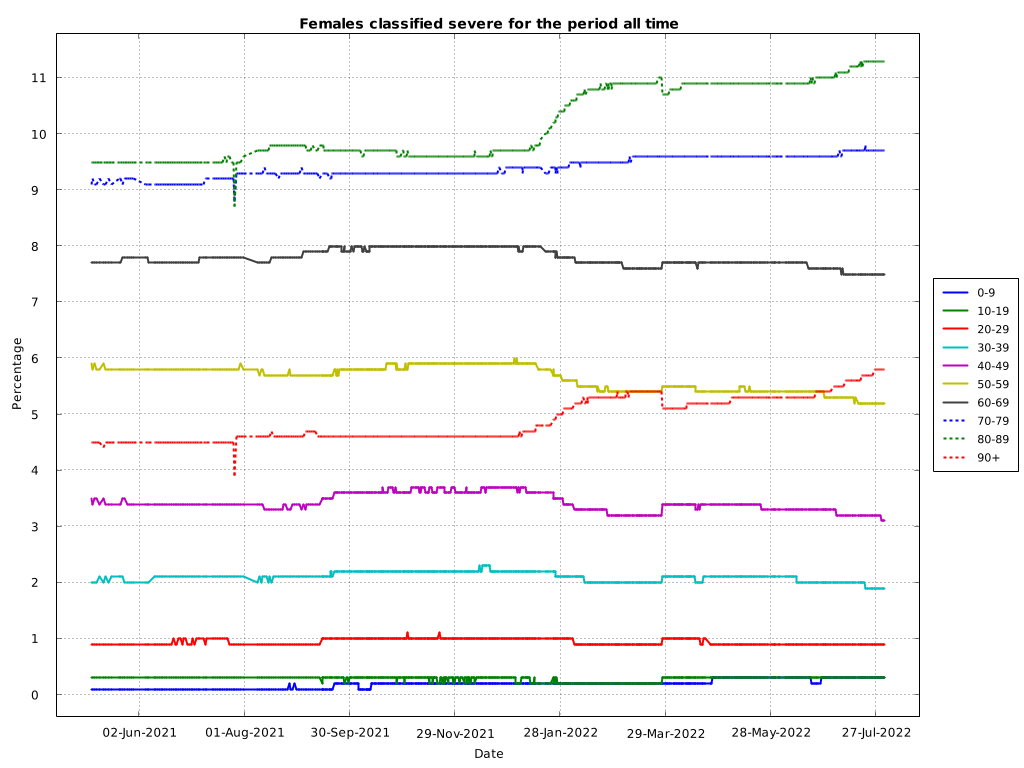 Females classified severe for the period all time
Percentage
11
10
9
8
7
6
5
4
3
2
1
0
02-Jun-2021
01-Aug-2021
30-Sep-2021
29-Nov-2021
28-Jan-2022
29-Mar-2022
28-May-2022
27-Jul-2022
Date
0-9
10-19
20-29
30-39
40-49
50-59
60-69
70-79
80-89
90+